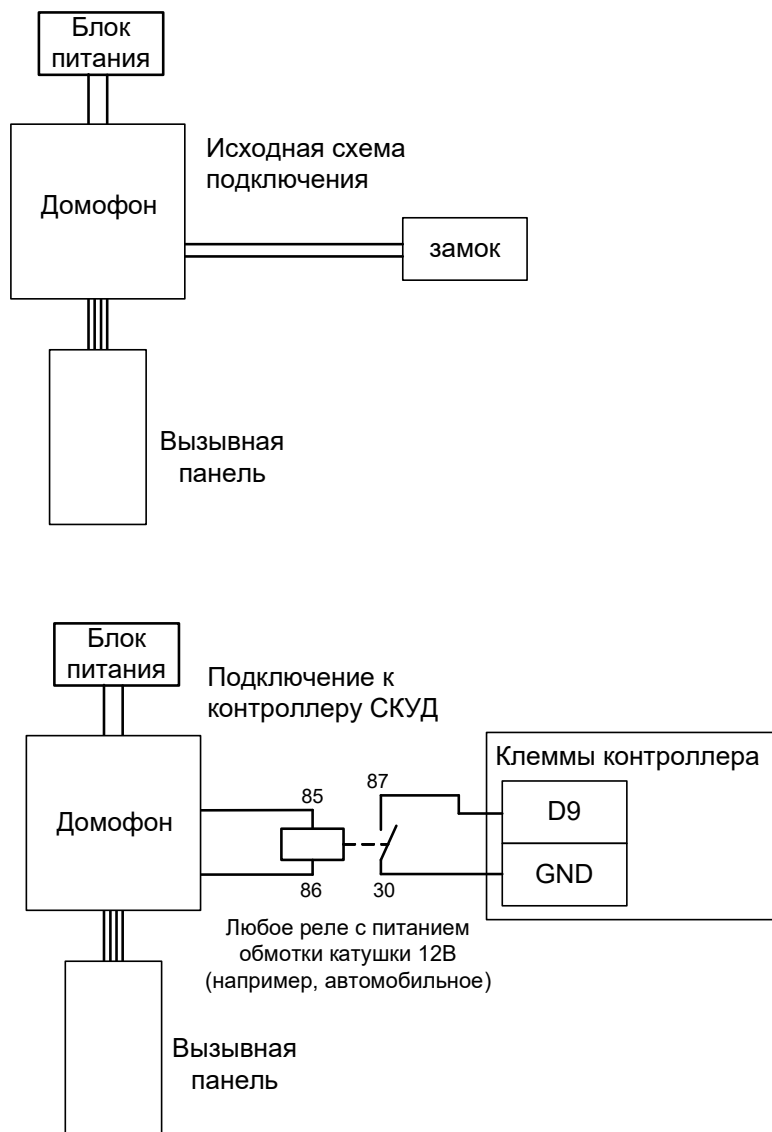 Блок
питания
Исходная схема
подключения
Домофон
замок
Вызывная
панель
Блок
питания
Подключение к
контроллеру СКУД
Клеммы контроллера
85
87
D9
Домофон
GND
86
30
Любое реле с питанием
обмотки катушки 12В
(например, автомобильное)
Вызывная
панель